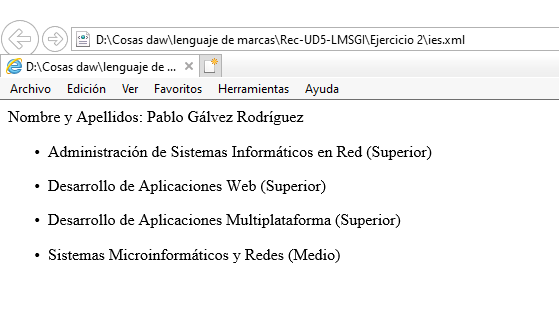 D:\Cosas daw\lenguaje de marcas\Rec-UD5-LMSGI\Ejercicio 2\ies.xml
D:\Cosas daw\lenguaje de ...
Archivo Edición Ver Favoritos Herramientas Ayuda
Nombre y Apellidos: Pablo Gálvez Rodríguez
• Administración de Sistemas Informáticos en Red (Superior)
• Desarrollo de Aplicaciones Web (Superior)
• Desarrollo de Aplicaciones Multiplataforma (Superior)
• Sistemas Microinformáticos y Redes (Medio)